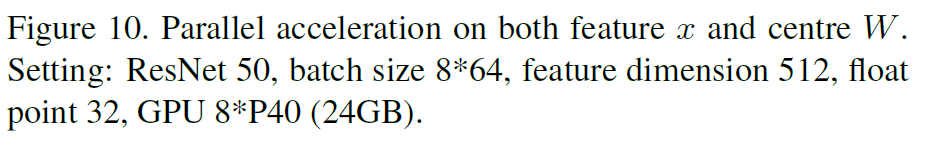 Figure 10. Parallel acceleration on both feature x and centre W.
Setting: ResNet 50, batch size 8*64, feature dimension 512, float
point 32, GPU 8*P40 (24GB).